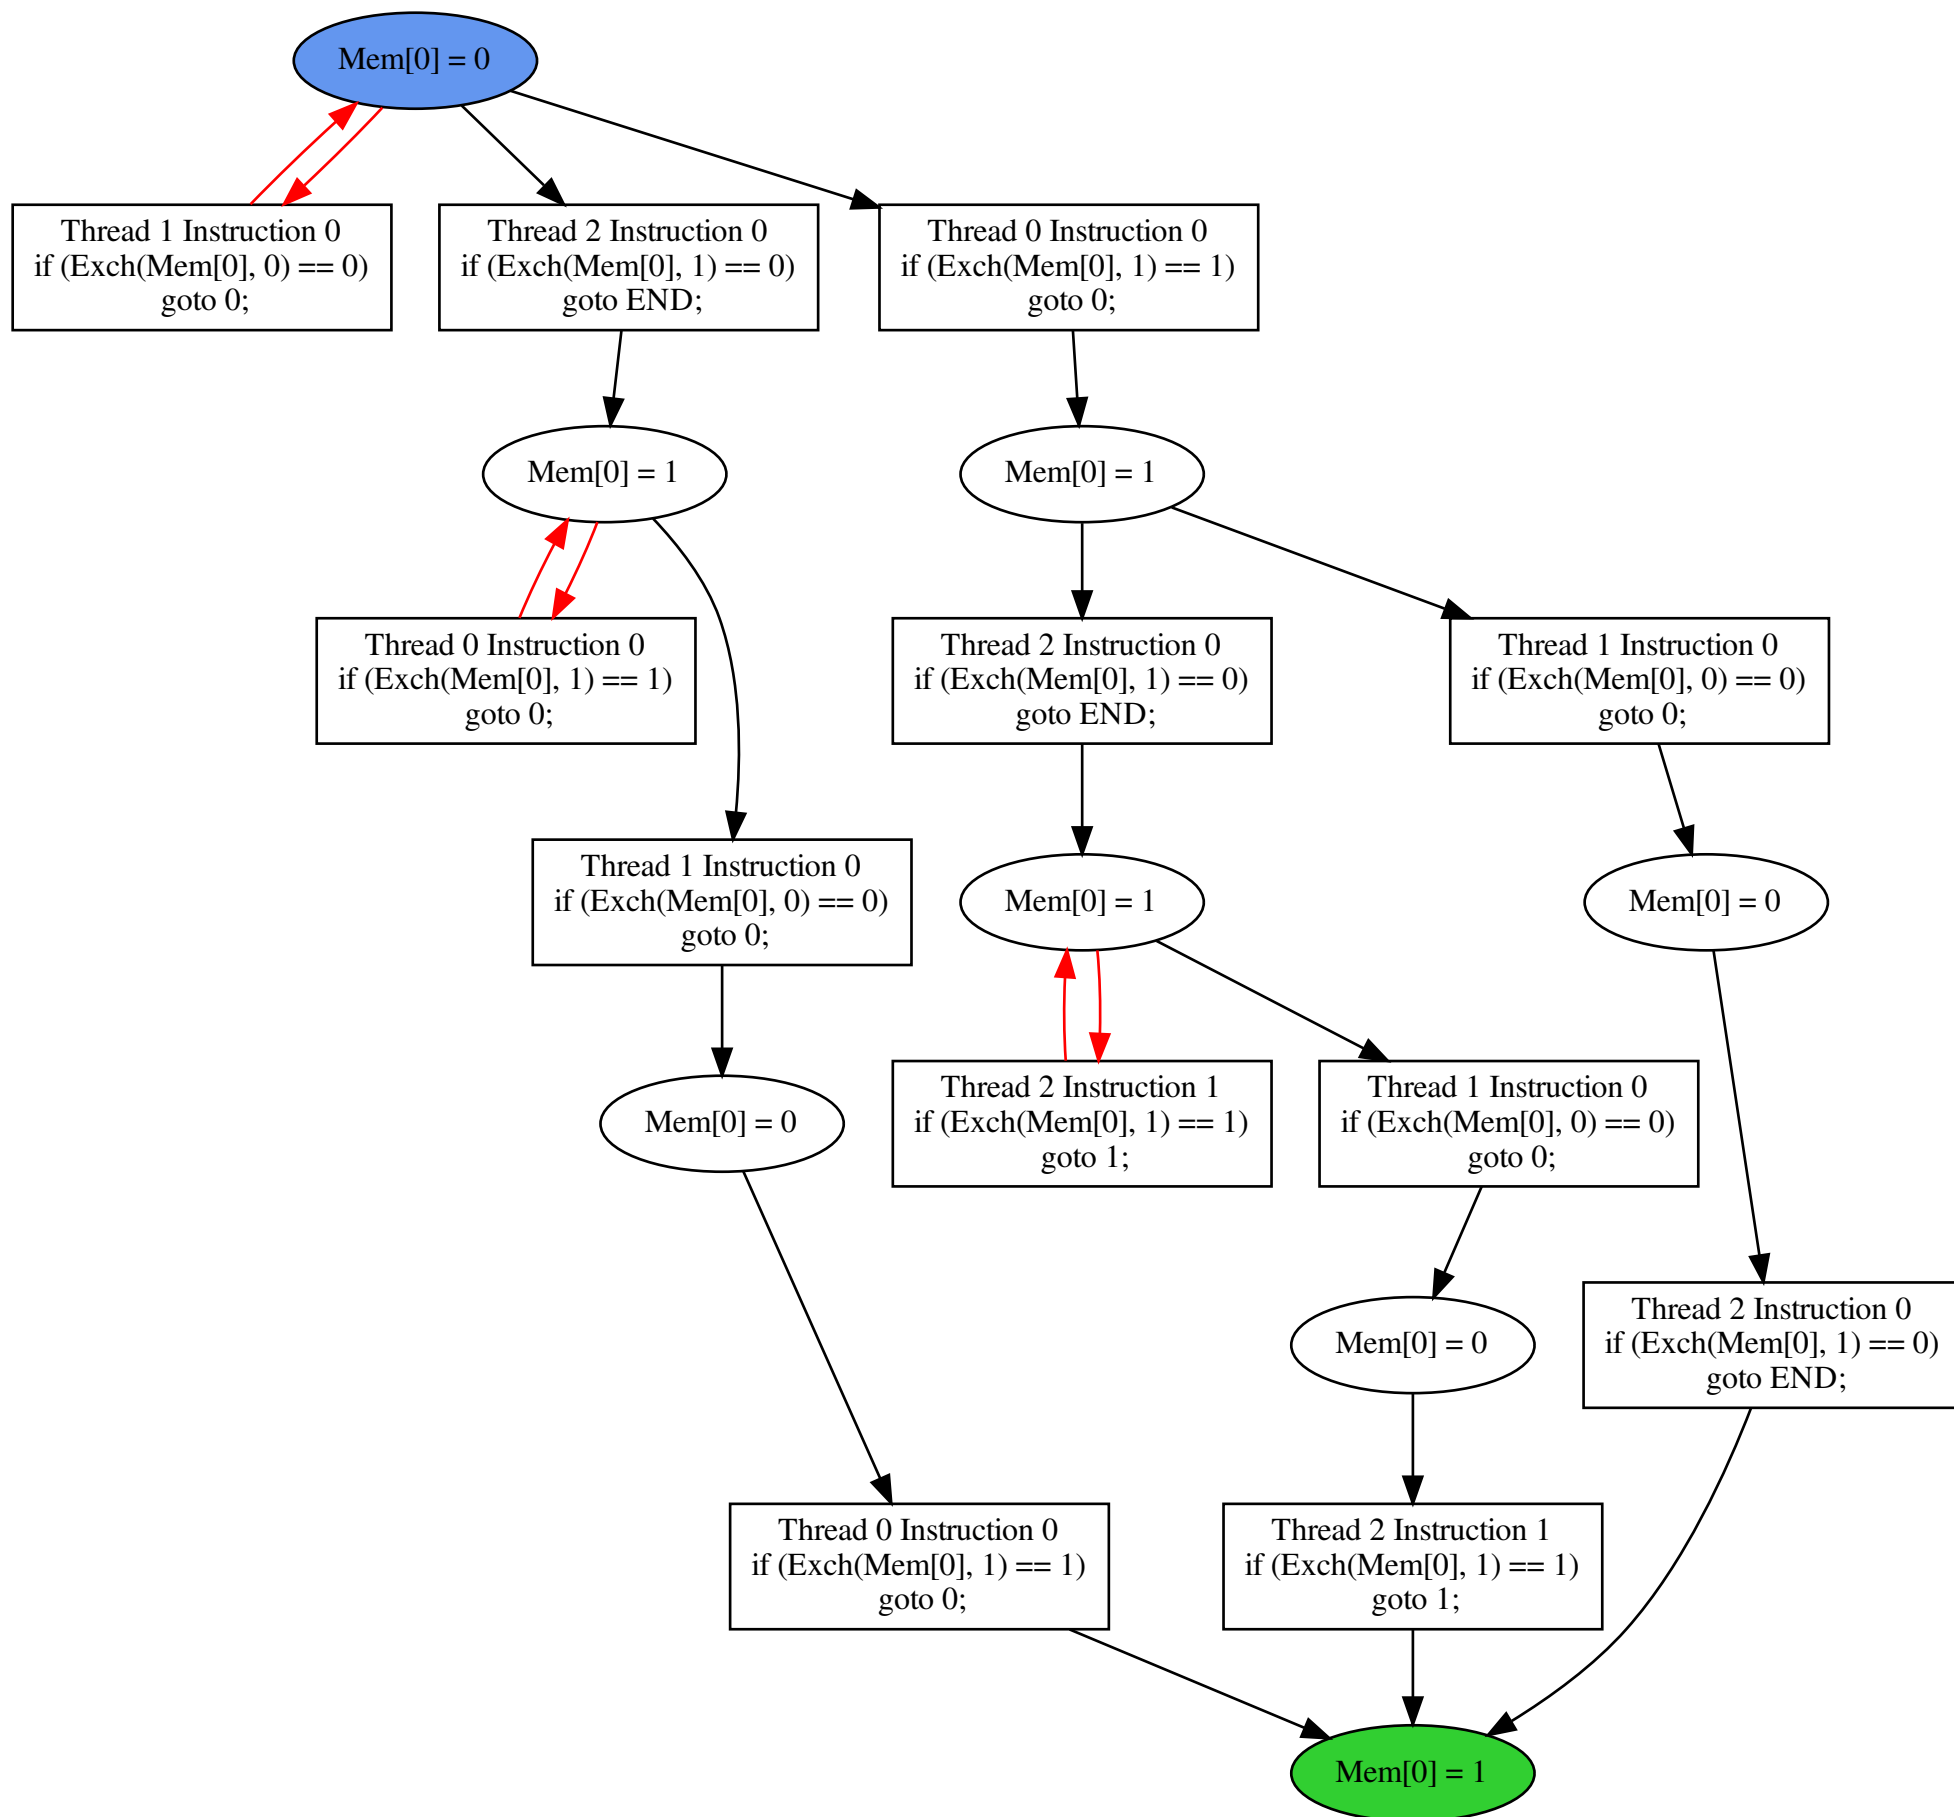 Mem[0] = 0
Thread 1 Instruction 0
if (Exch(Mem[0], 0) == 0)
goto 0;
Thread 2 Instruction 0
if (Exch(Mem[0], 1) == 0)
goto END;
Thread 0 Instruction 0
if (Exch(Mem[0], 1) == 1)
goto 0;
Mem[0] = 1
Mem[0] = 1
Thread 0 Instruction 0
if (Exch(Mem[0], 1) == 1)
goto 0;
Thread 2 Instruction 0
if (Exch(Mem[0], 1) == 0)
goto END;
Thread 1 Instruction 0
if (Exch(Mem[0], 0) == 0)
goto 0;
Thread 1 Instruction 0
if (Exch(Mem[0], 0) == 0)
goto 0;
Mem[0] = 1
Mem[0] = 0
Mem[0] = 0
Thread 2 Instruction 1
if (Exch(Mem[0], 1) == 1)
goto 1;
Thread 1 Instruction 0
if (Exch(Mem[0], 0) == 0)
goto 0;
Mem[0] = 0
Thread 2 Instruction 0
if (Exch(Mem[0], 1) == 0)
goto END;
Thread 0 Instruction 0
if (Exch(Mem[0], 1) == 1)
goto 0;
Thread 2 Instruction 1
if (Exch(Mem[0], 1) == 1)
goto 1;
Mem[0] = 1